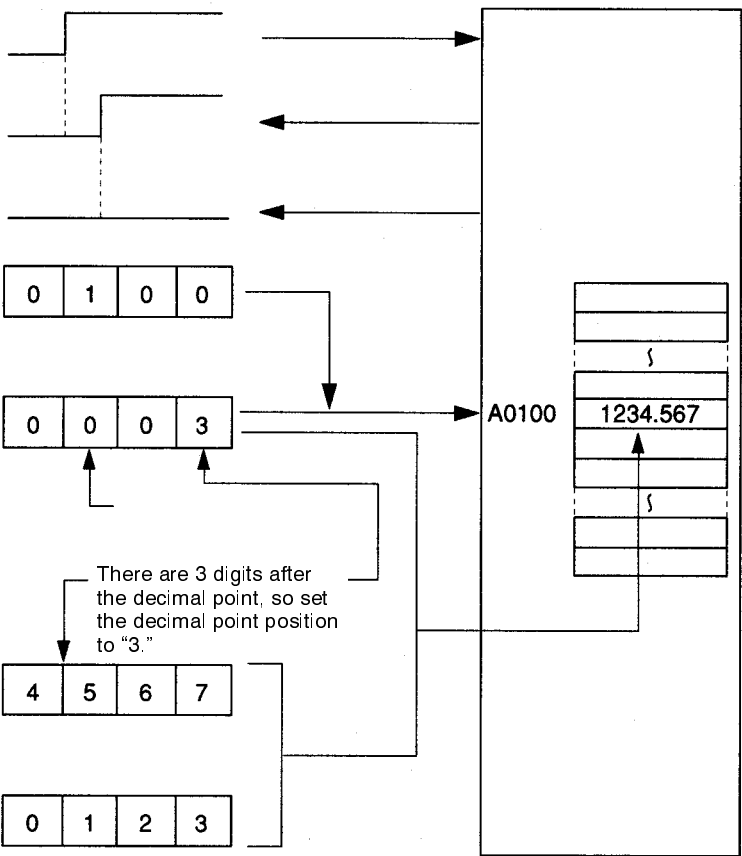 0 1 0 0
0 0 0 3
A0100 1234.567
There are 3 digits after
the decimal point, so set
the decimal point position
to “3.”
4 5 6 7
0 1 2 3